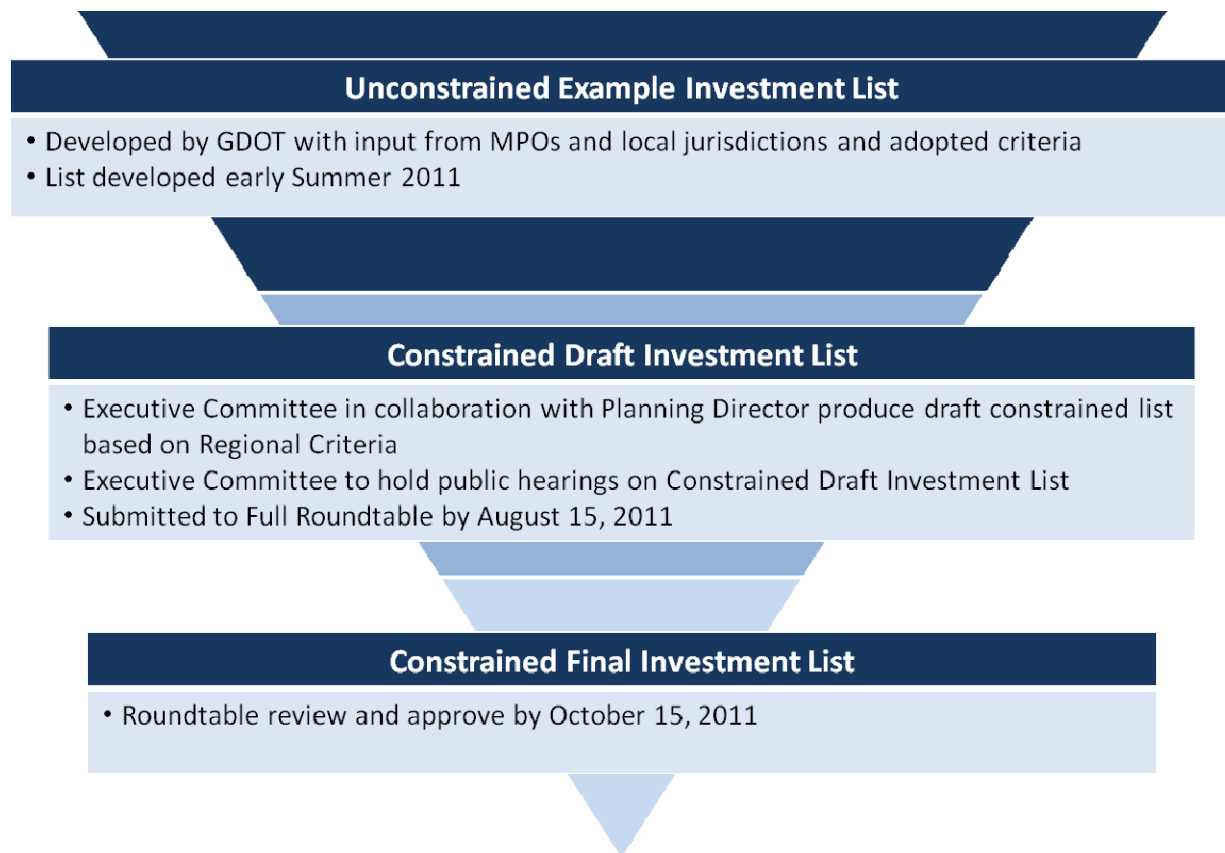 Unconstrained Example Investment List
• Developed by GDOT with input from MPOs and local jurisdictions and adopted criteria
• List developed early Summer 2011
Constrained Draft Investment List
• Executive Committee in collaboration with Planning Director produce draft constrained list
based on Regional Criteria
• Executive Committee to hold public hearings on Constrained Draft Investment List
• Submitted to Full Roundtable by August 15, 2011
Constrained Final Investment List
• Roundtable review and approve by October 15, 2011